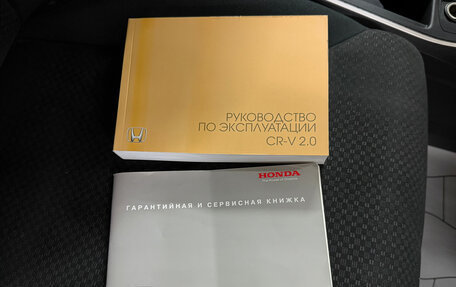 РУКОВОДСТВО
ПО ЭКСПЛУАТАЦИИ
CR-V 2.0
HONDA
ГАРАНТИЙНАЯ И СЕРВИСНАЯ КНИЖКА